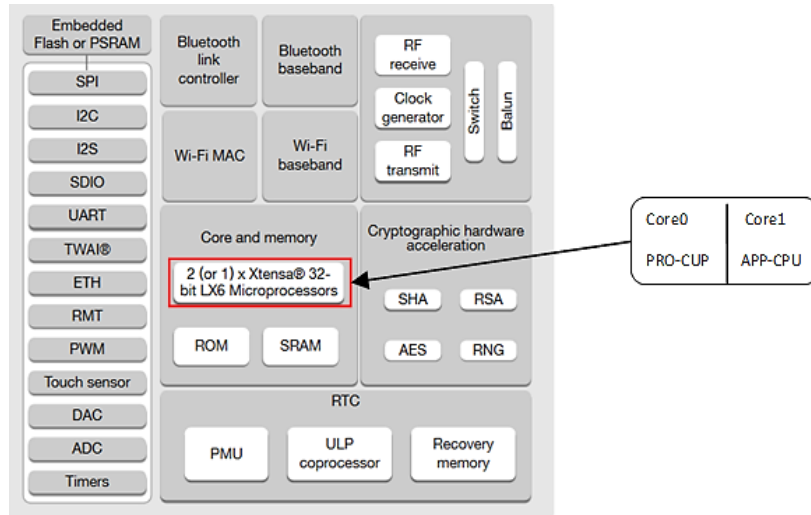 Embedded
Flash or PSRAM
SPI
I2C
I2S
SDIO
UART
TWAI®
ETH
RMT
PWM
Touch sensor
DAC
ADC
Timers
Bluetooth
link
controller
Bluetooth
baseband
Wi-Fi MAC
Wi-Fi
baseband
RF
receive
Clock
generator
RF
transmit
Switch
Balun
Core and memory
2 (or 1) x Xtensa® 32-
bit LX6 Microprocessors
ROM
SRAM
Cryptographic hardware
acceleration
SHA
RSA
AES
RNG
RTC
PMU
ULP
coprocessor
Recovery
memory
Core0
PRO-CUP
Core1
APP-CPU